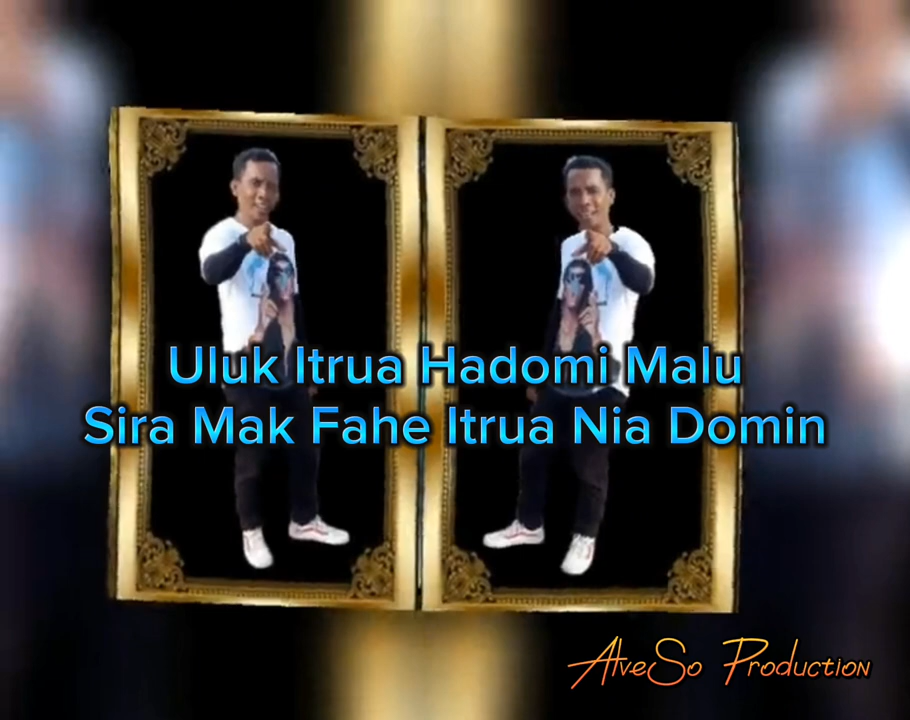 Uluk Itrua Hadomi Malu
Sira Mak Fahe Itrua Nia Domin
AlveSo Production